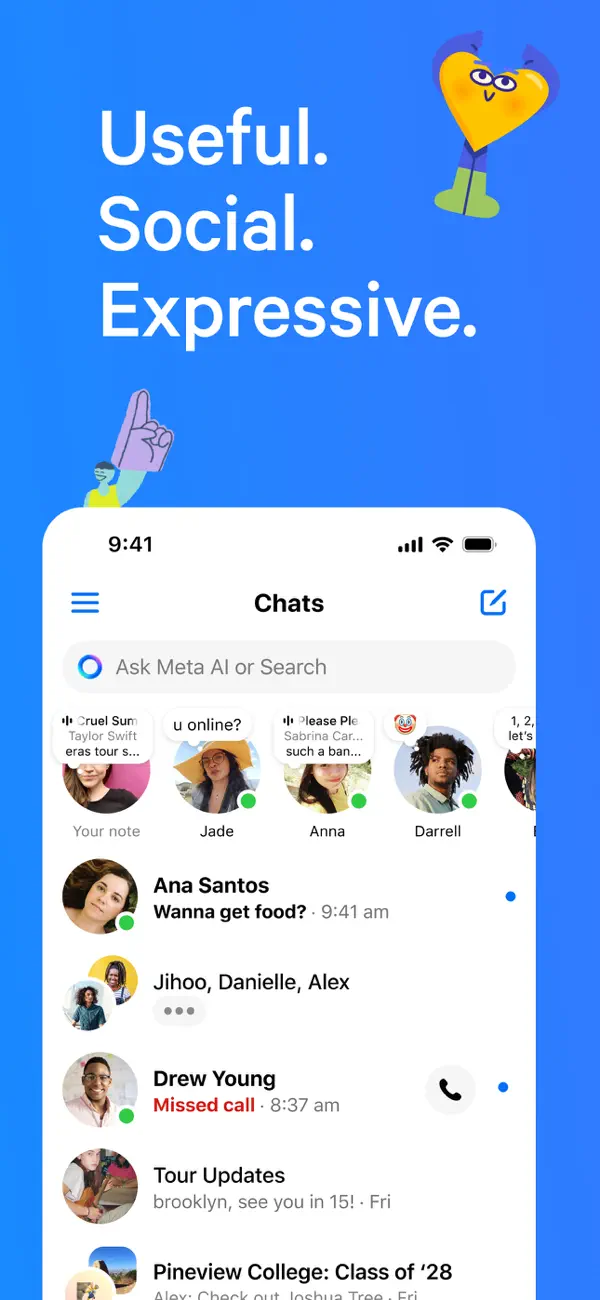 Useful.
Social.
Expressive.
9:41
Chats
Ask Meta AI or Search
Cruel Sum
Taylor Swift
eras tour s...
u online?
Please Ple
Sabrina Car...
such a ban...
1, 2,
let's
Your note
Jade
Anna
Darrell
Ana Santos
Wanna get food? · 9:41 am
Jihoo, Danielle, Alex
Drew Young
Missed call · 8:37 am
Tour Updates
brooklyn, see you in 15! · Fri
Pineview College: Class of ‘28
Alex: Check out Joshua Tree · Fri